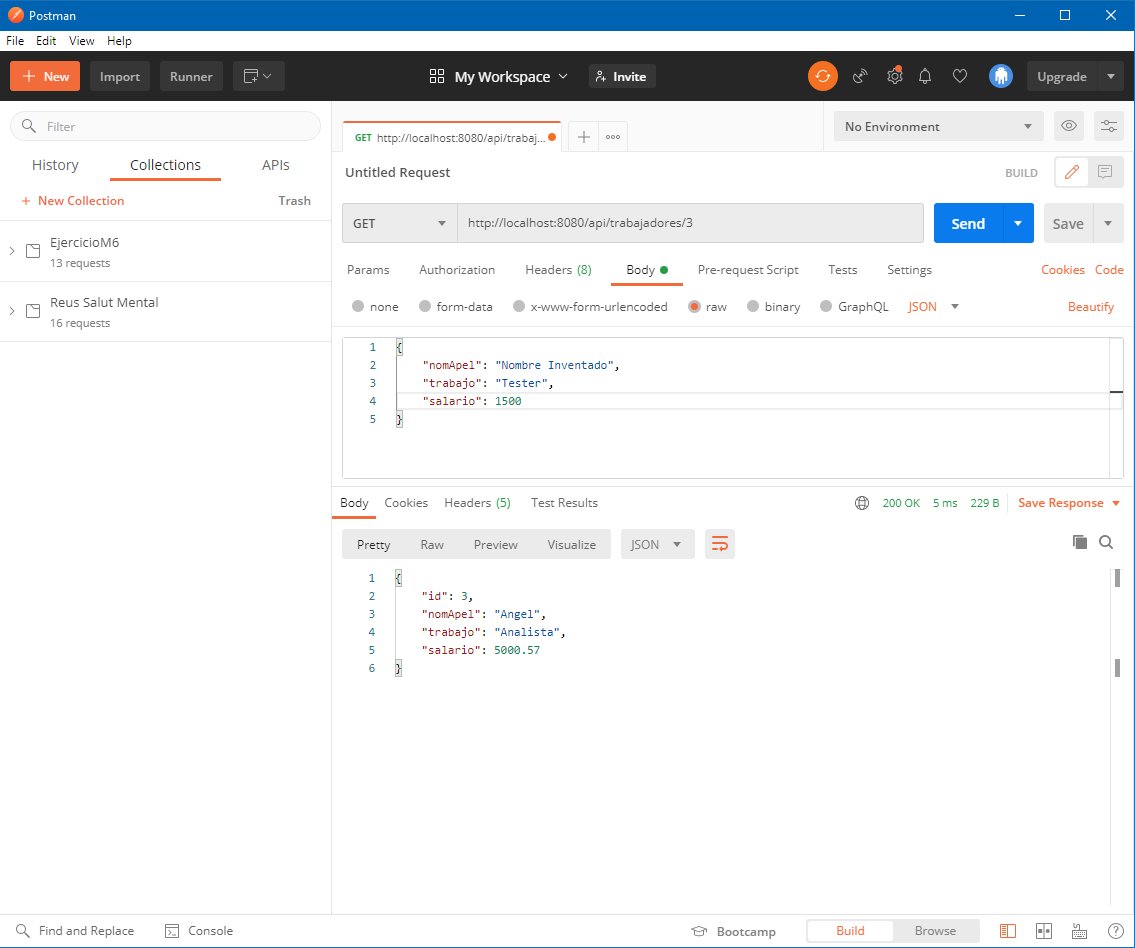 Postman
File Edit View Help
+ New Import Runner My Workspace Invite Upgrade
Filter
History Collections APIs
+ New Collection Trash
EjercicioM6
13 requests
Reus Salut Mental
16 requests
GET http://localhost:8080/api/trabaj...
No Environment
Untitled Request BUILD
GET http://localhost:8080/api/trabajadores/3 Send Save
Params Authorization Headers (8) Body Pre-request Script Tests Settings Cookies Code
none form-data x-www-form-urlencoded raw binary GraphQL JSON Beautify
1 {
2 "nomApel": "Nombre Inventado",
3 "trabajo": "Tester",
4 "salario": 1500
5 }
Body Cookies Headers (5) Test Results 200 OK 5 ms 229 B Save Response
Pretty Raw Preview Visualize JSON
1 {
2 "id": 3,
3 "nomApel": "Angel",
4 "trabajo": "Analista",
5 "salario": 5000.57
6 }
Find and Replace Console Bootcamp Build Browse